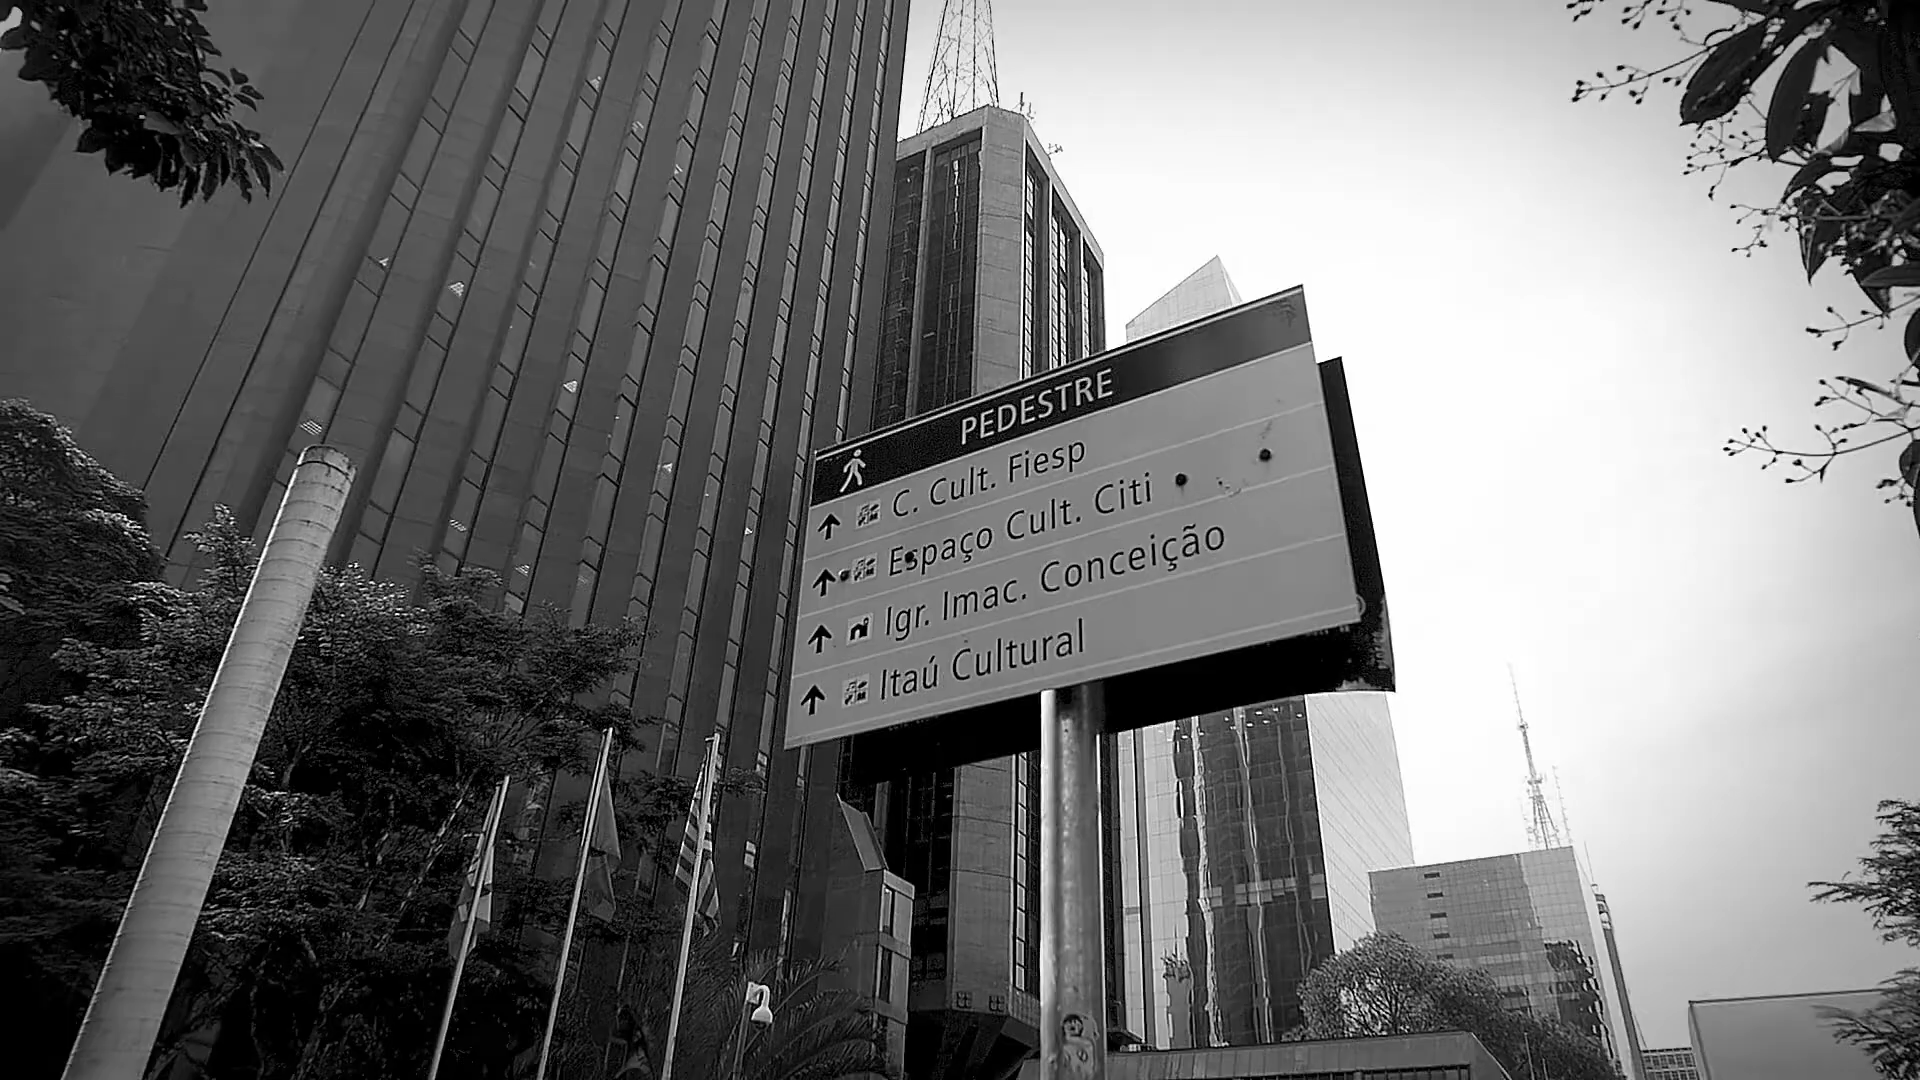 PEDESTRE
C. Cult. Fiesp
Espaço Cult. Citi
Igr. Imac. Conceição
Itaú Cultural